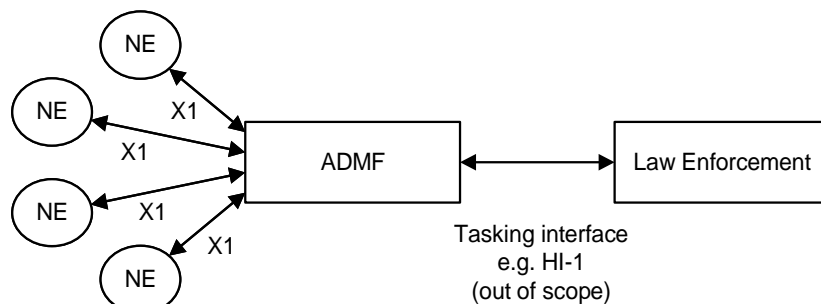 NE
X1
NE
X1
ADMF
Law Enforcement
X1
NE
X1
NE
Tasking interface
e.g. HI-1
(out of scope)